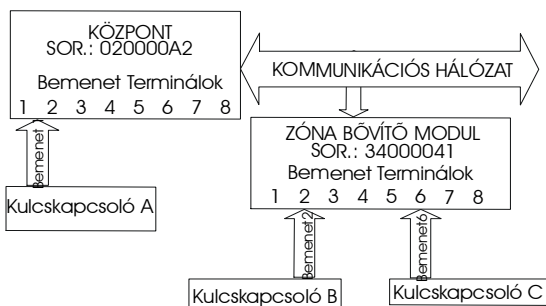 KÖZPONT
SOR.: 020000A2
Bemenet Terminálok
1 2 3 4 5 6 7 8
KOMMUNIKÁCIÓS HÁLÓZAT
Bemenet
Kulcskapcsoló A
ZÓNA BÕVÍTÕ MODUL
SOR.: 34000041
Bemenet Terminálok
1 2 3 4 5 6 7 8
Bemenet2
Bemenet6
Kulcskapcsoló B
Kulcskapcsoló C